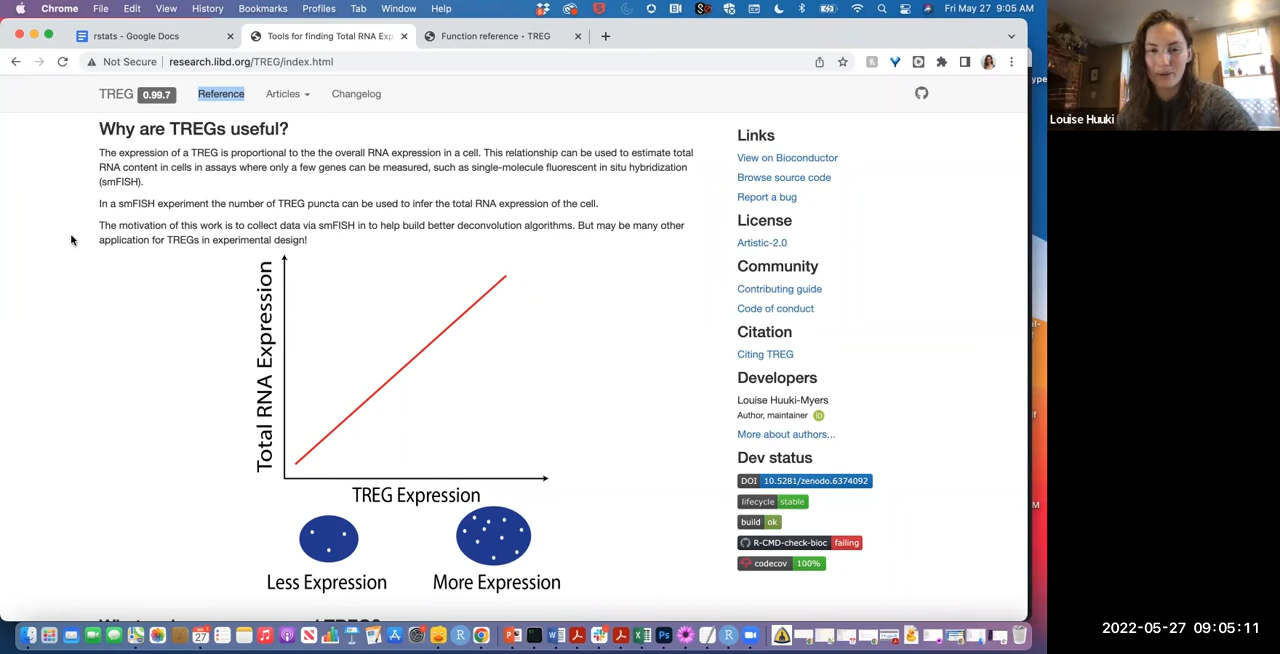 Chrome File Edit View History Bookmarks Profiles Tab Window Help
Fri May 27 9:05 AM
rstats - Google Docs
Tools for finding Total RNA Exp
Function reference • TREG
Not Secure research.libd.org/TREG/index.html
TREG 0.99.7 Reference Articles Changelog
Louise Huuki
Why are TREGs useful?
The expression of a TREG is proportional to the the overall RNA expression in a cell. This relationship can be used to estimate total
RNA content in cells in assays where only a few genes can be measured, such as single-molecule fluorescent in situ hybridization
(smFISH).
In a smFISH experiment the number of TREG puncta can be used to infer the total RNA expression of the cell.
The motivation of this work is to collect data via smFISH in to help build better deconvolution algorithms. But may be many other
application for TREGs in experimental design!
Total RNA Expression
TREG Expression
Less Expression More Expression
Links
View on Bioconductor
Browse source code
Report a bug
License
Artistic-2.0
Community
Contributing guide
Code of conduct
Citation
Citing TREG
Developers
Louise Huuki-Myers
Author, maintainer
More about authors...
Dev status
DOI 10.5281/zenodo.6374092
lifecycle stable
build ok
R-CMD-check-bioc failing
codecov 100%
2022-05-27 09:05:11